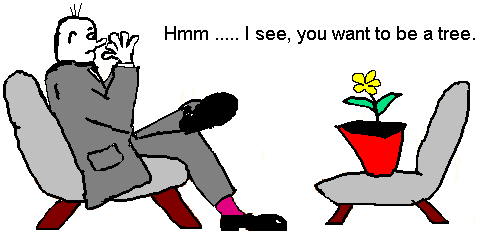 Hmm ..... I see, you want to be a tree.